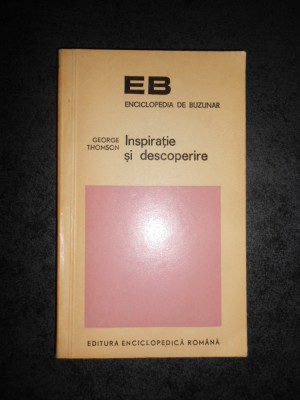 EB
ENCICLOPEDIA DE BUZUNAR
GEORGE THOMSON
Inspirație
și descoperire
EDITURA ENCICLOPEDICĂ ROMÂNĂ